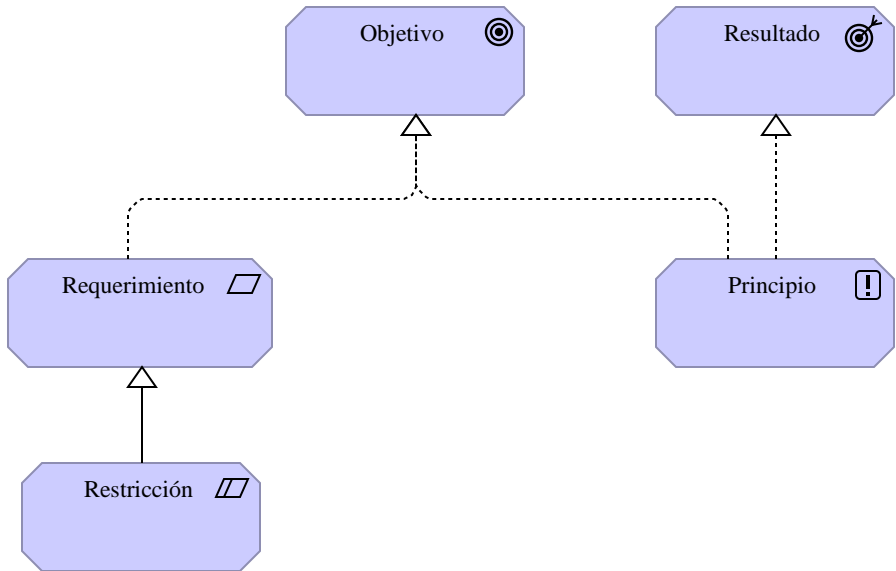 Objetivo
Resultado
Requerimiento
Principio
Restricción